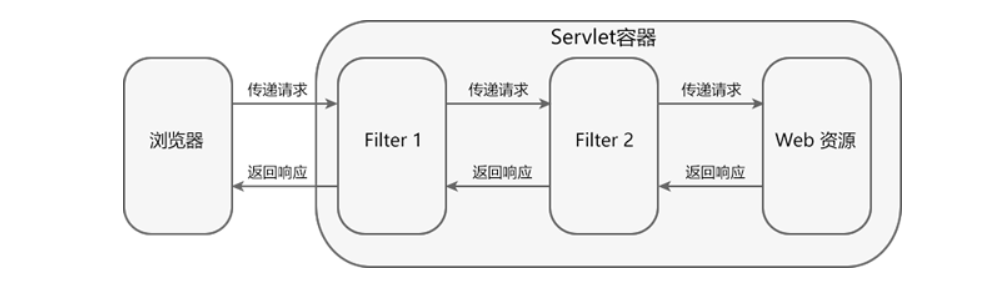 Servlet容器
浏览器
传递请求
返回响应
Filter 1
传递请求
返回响应
Filter 2
传递请求
返回响应
Web 资源